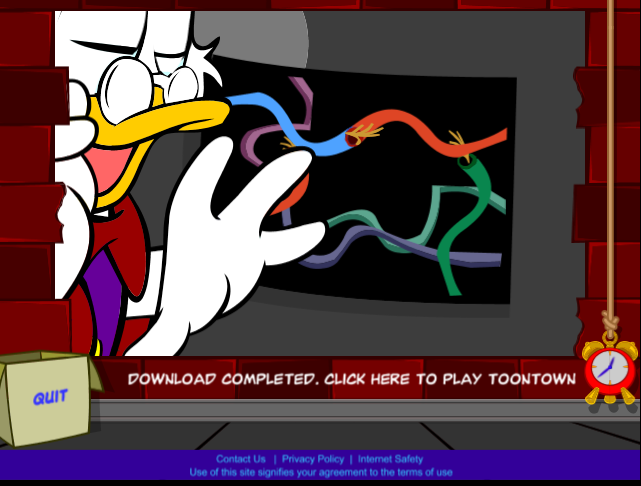 DOWNLOAD COMPLETED. CLICK HERE TO PLAY TOONTOWN
QUIT
Contact Us | Privacy Policy | Internet Safety
Use of this site signifies your agreement to the terms of use